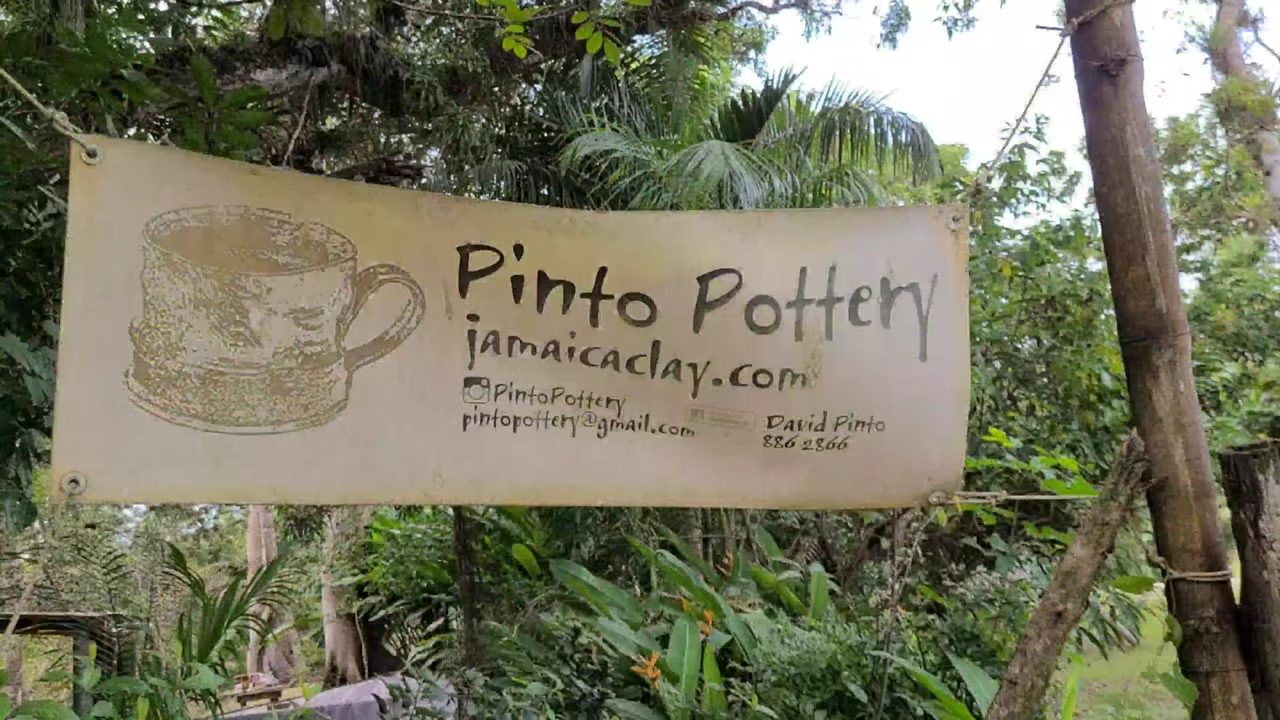 Pinto Pottery
jamaicaclay.com
PintoPottery
pintopottery@gmail.com
David Pinto
886 2866